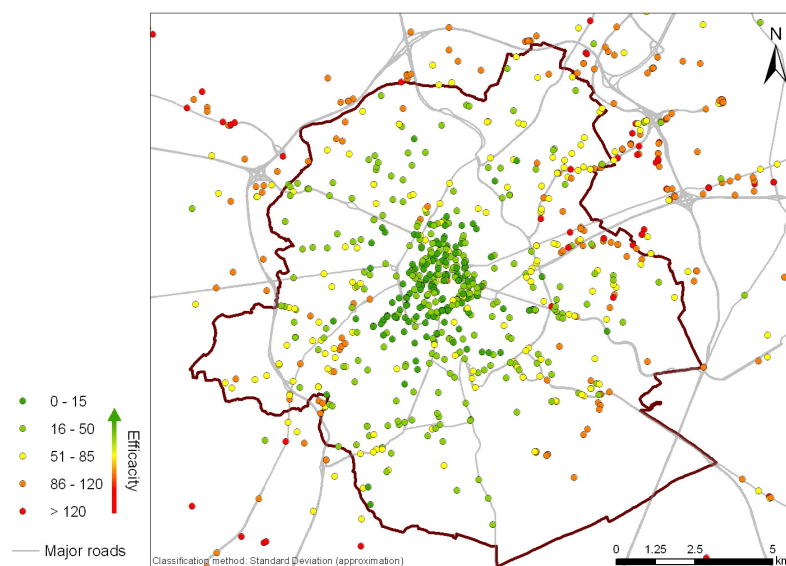 N
0 - 15
16 - 50
51 - 85
86 - 120
> 120
Efficacity
Major roads
Classification method: Standard Deviation (approximation)
0 1.25 2.5 5
km